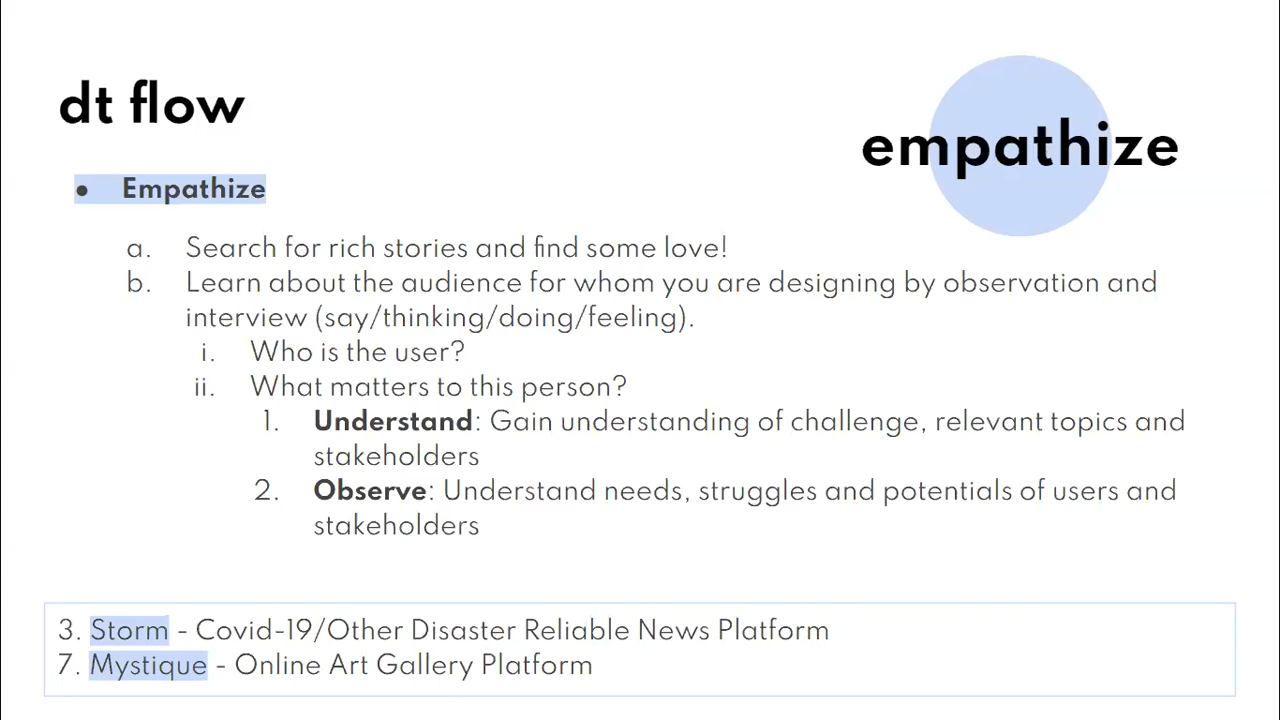 dt flow
empathize
● Empathize
a. Search for rich stories and find some love!
b. Learn about the audience for whom you are designing by observation and
interview (say/thinking/doing/feeling).
i. Who is the user?
ii. What matters to this person?
1. Understand: Gain understanding of challenge, relevant topics and
stakeholders
2. Observe: Understand needs, struggles and potentials of users and
stakeholders
3. Storm - Covid-19/Other Disaster Reliable News Platform
7. Mystique - Online Art Gallery Platform